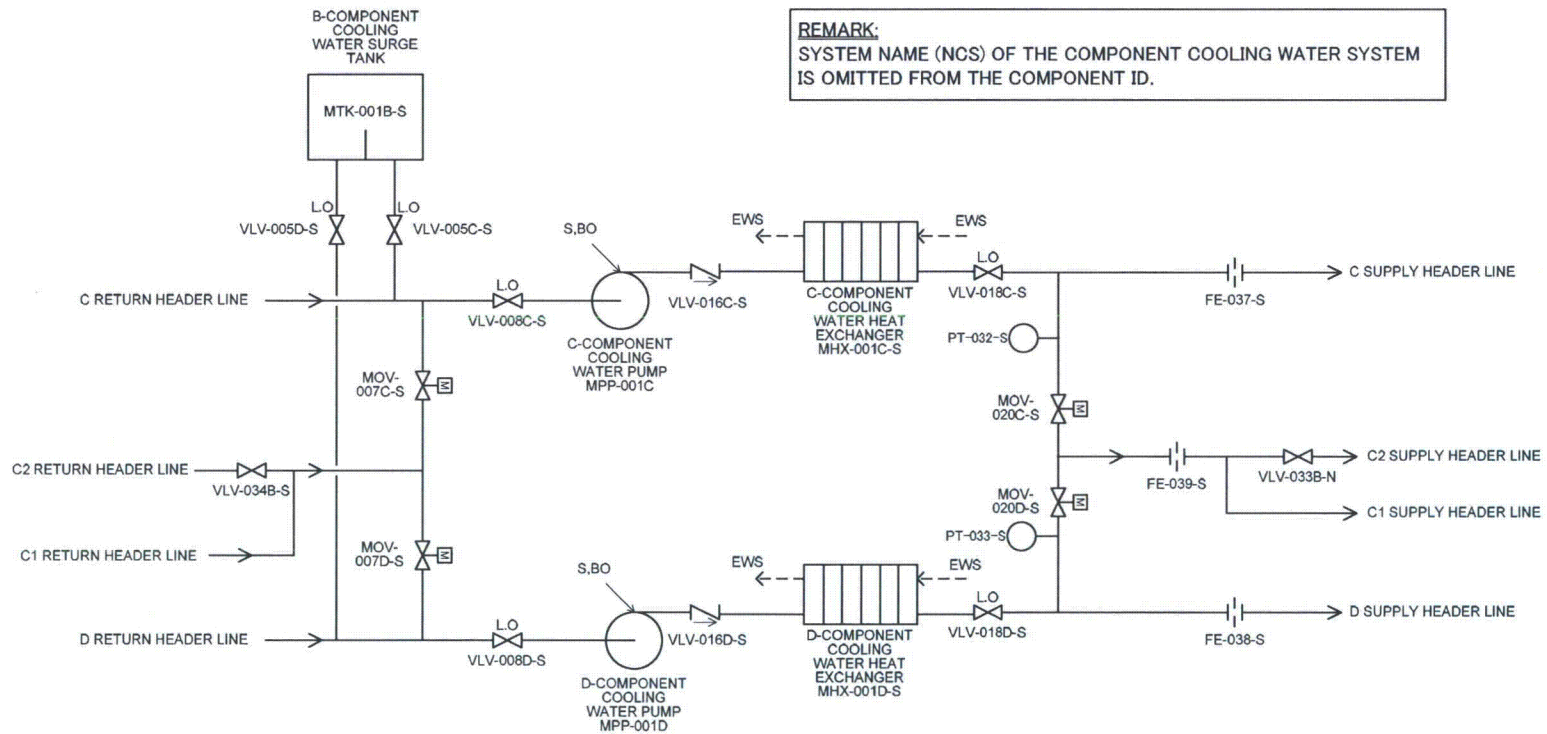 B-COMPONENT
COOLING
WATER SURGE
TANK
REMARK:
SYSTEM NAME (NCS) OF THE COMPONENT COOLING WATER SYSTEM
IS OMITTED FROM THE COMPONENT ID.
MTK-001B-S
L.O
VLV-005D-S
L.O
VLV-005C-S
C RETURN HEADER LINE
L.O
VLV-008C-S
S,BO
C-COMPONENT
COOLING
WATER PUMP
MPP-001C
VLV-016C-S
EWS
EWS
C-COMPONENT
COOLING
WATER HEAT
EXCHANGER
MHX-001C-S
L.O
VLV-018C-S
FE-037-S
C SUPPLY HEADER LINE
PT-032-S
MOV-
007C-S
M
MOV-
020C-S
M
C2 RETURN HEADER LINE
VLV-034B-S
FE-039-S
VLV-033B-N
C2 SUPPLY HEADER LINE
C1 SUPPLY HEADER LINE
MOV-
020D-S
M
PT-033-S
C1 RETURN HEADER LINE
MOV-
007D-S
M
D RETURN HEADER LINE
L.O
VLV-008D-S
S,BO
D-COMPONENT
COOLING
WATER PUMP
MPP-001D
VLV-016D-S
EWS
EWS
D-COMPONENT
COOLING
WATER HEAT
EXCHANGER
MHX-001D-S
L.O
VLV-018D-S
FE-038-S
D SUPPLY HEADER LINE